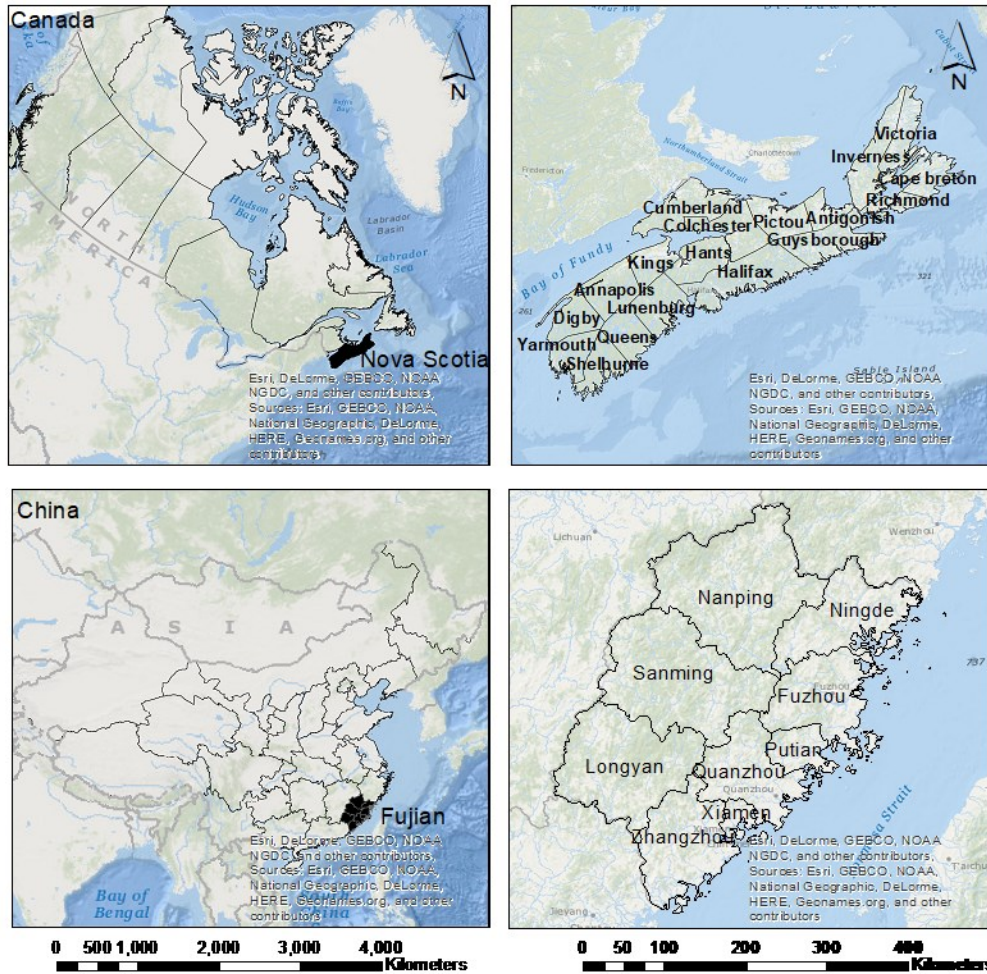 Canada
Hudson
Bay
NORTH
AMERICA
Labrador
Basin
Labrador
Sea
Nova Scotia
N
Esri, DeLorme, GEBCO, NOAA
NGDC, and other contributors,
Sources: Esri, GEBCO, NOAA,
National Geographic, DeLorme,
HERE, Geonames.org, and other
contributors
N
Northumberland Strait
Charlottetown
Fredericton
Bay of Fundy
Victoria
Inverness
Cape breton
Richmond
Cumberland
Colchester
Pictou
Antigonish
Guysborough
Hants
Kings
Halifax
Annapolis
Lunenburg
Digby
Queens
Yarmouth
Shelburne
321
261
Sable Island
Esri, DeLorme, GEBCO, NOAA
NGDC, and other contributors,
Sources: Esri, GEBCO, NOAA,
National Geographic, DeLorme,
HERE, Geonames.org, and other
contributors
China
ASIA
Fujian
Bay of
Bengal
Esri, DeLorme, GEBCO, NOAA
NGDC, and other contributors,
Sources: Esri, GEBCO, NOAA,
National Geographic, DeLorme,
HERE, Geonames.org, and other
contributors
Lichuan
Wenzhou
Nanping
Ningde
737
Sanming
Fuzhou
Fuzhou
Putian
Longyan
Quanzhou
Quanzhou
Xiamen
Zhangzhou
Strait
T'aichu
Jieyang
Esri, DeLorme, GEBCO, NOAA
NGDC, and other contributors,
Sources: Esri, GEBCO, NOAA,
National Geographic, DeLorme,
HERE, Geonames.org, and other
contributors
0 500 1,000 2,000 3,000 4,000
Kilometers
0 50 100 200 300 400
Kilometers